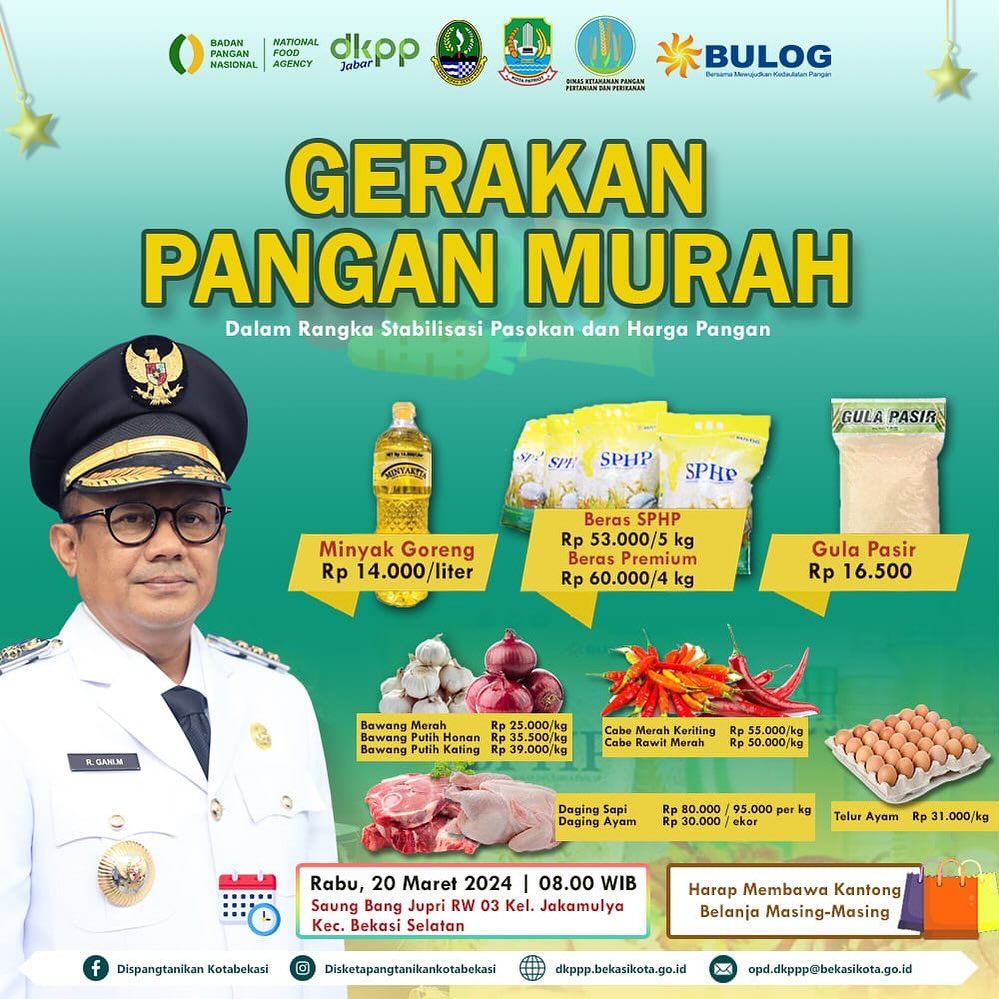 BADAN
PANGAN
NASIONAL
NATIONAL
FOOD
AGENCY
dkpp
Jabar
KOTA PATRIOT
DINAS KETAHANAN PANGAN
PERTANIAN DAN PERIKANAN
BULOG
Bersama Mewujudkan Kedaulatan Pangan
GERAKAN
PANGAN MURAH
Dalam Rangka Stabilisasi Pasokan dan Harga Pangan
MINYAKITA
SPHP
SPHP
SPHP
GULA PASIR
Minyak Goreng
Rp 14.000/liter
Beras SPHP
Rp 53.000/5 kg
Beras Premium
Rp 60.000/4 kg
Gula Pasir
Rp 16.500
BULOG
Bawang Merah Rp 25.000/kg
Bawang Putih Honan Rp 35.500/kg
Bawang Putih Kating Rp 39.000/kg
Cabe Merah Keriting Rp 55.000/kg
Cabe Rawit Merah Rp 50.000/kg
R. GANI.M
Daging Sapi Rp 80.000 / 95.000 per kg
Daging Ayam Rp 30.000 / ekor
Telur Ayam Rp 31.000/kg
Rabu, 20 Maret 2024 | 08.00 WIB
Saung Bang Jupri RW 03 Kel. Jakamulya
Kec. Bekasi Selatan
Harap Membawa Kantong
Belanja Masing-Masing
Dispangtanikan Kotabekasi
Disketapangtanikankotabekasi
dkppp.bekasikota.go.id
opd.dkppp@bekasikota.go.id